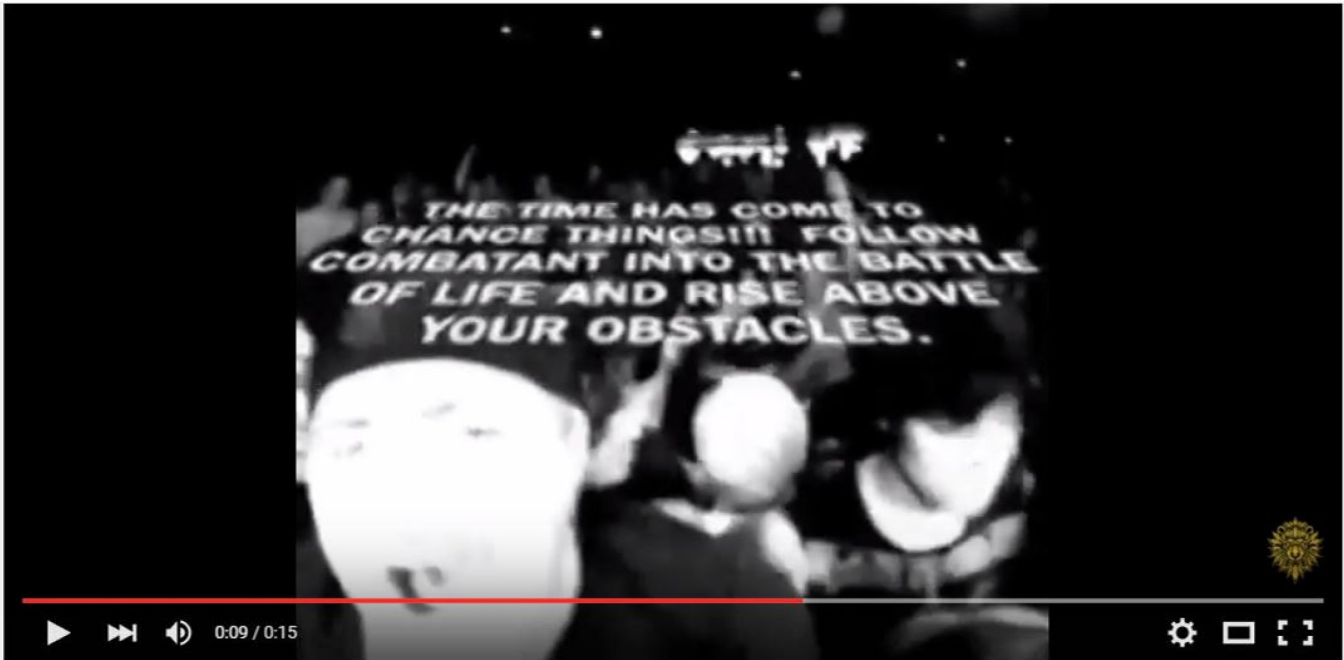 THE TIME HAS COME TO
CHANCE THINGS!!! FOLLOW
COMBATANT INTO THE BATTLE
OF LIFE AND RISE ABOVE
YOUR OBSTACLES.
0:09 / 0:15